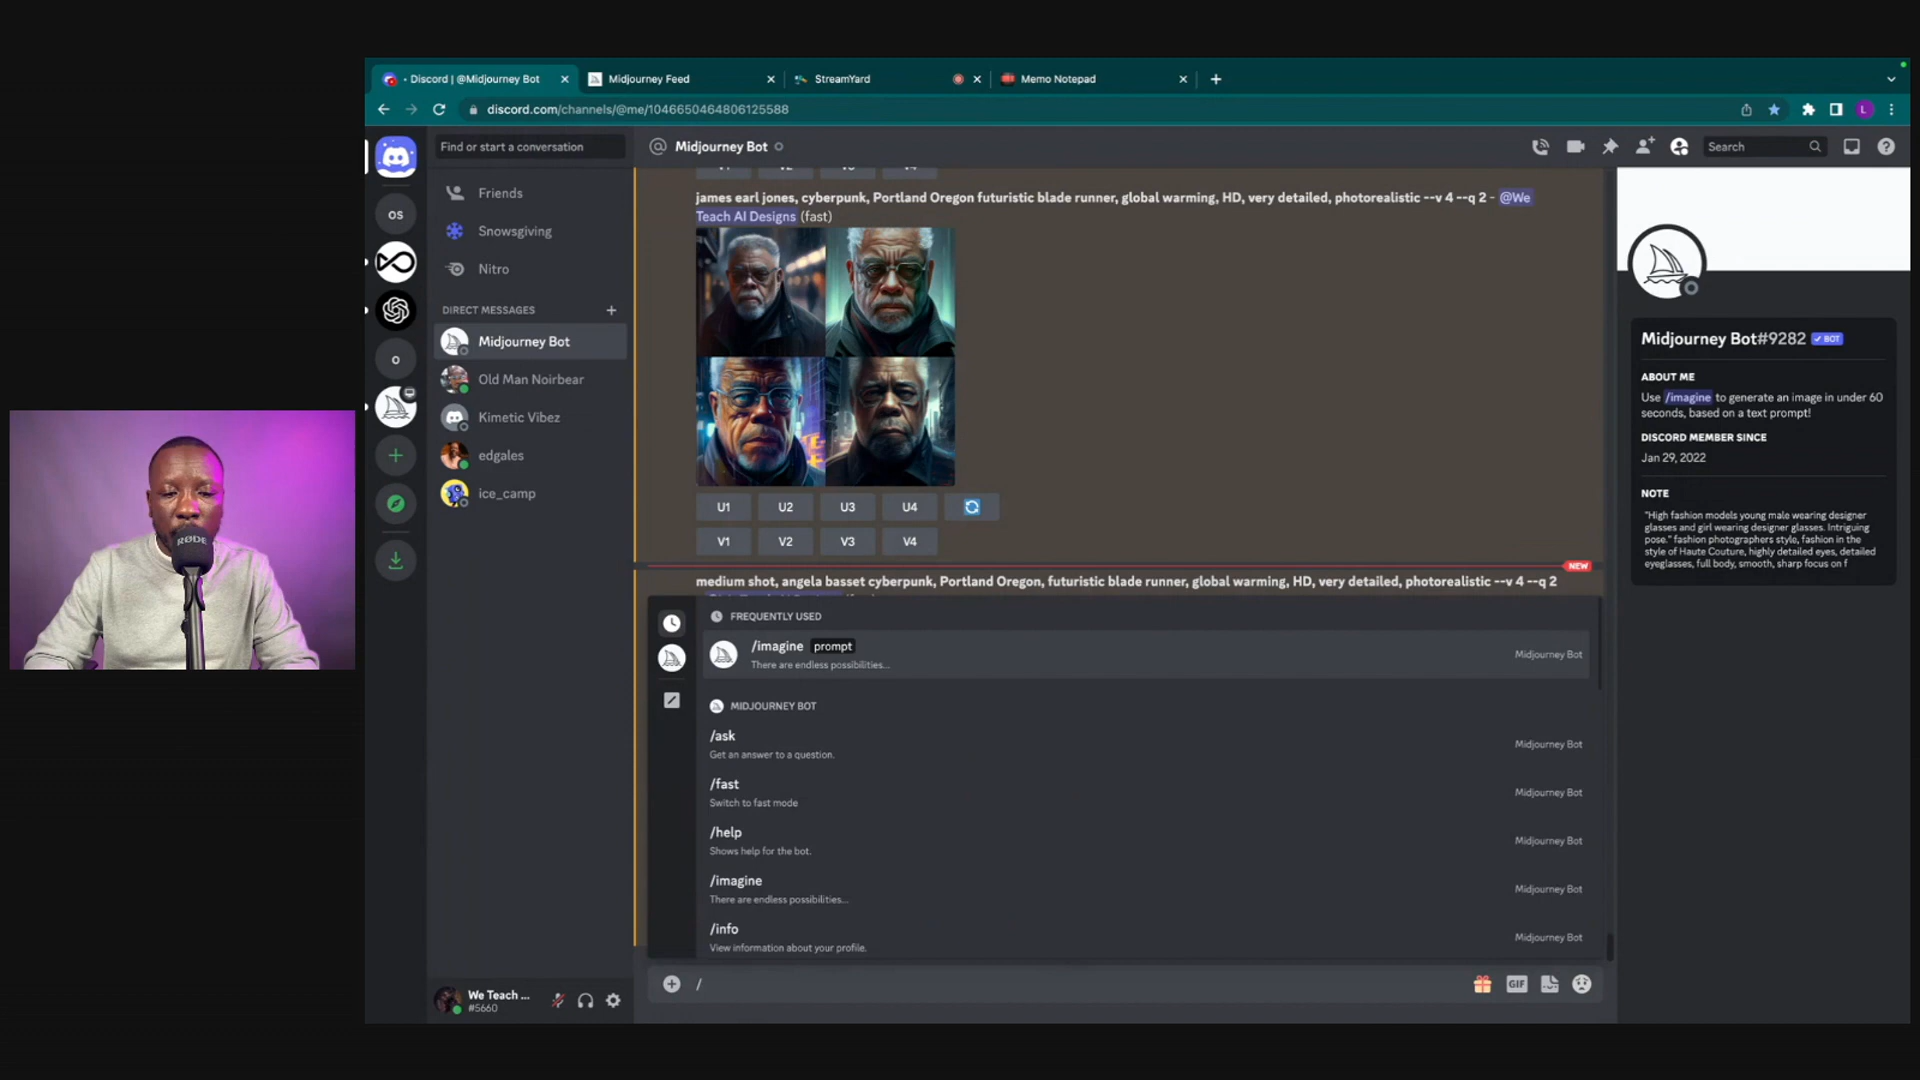 Discord | @Midjourney Bot
Midjourney Feed
StreamYard
Memo Notepad
discord.com/channels/@me/1046650464806125588
L
Find or start a conversation
Midjourney Bot
Search
Friends
Snowsgiving
Nitro
DIRECT MESSAGES
Midjourney Bot
Old Man Noirbear
Kimetic Vibez
edgales
ice_camp
OS
O
We Teach ...
#5660
james earl jones, cyberpunk, Portland Oregon futuristic blade runner, global warming, HD, very detailed, photorealistic --v 4 --q 2 - @We
Teach AI Designs (fast)
U1 U2 U3 U4
V1 V2 V3 V4
NEW
medium shot, angela basset cyberpunk, Portland Oregon, futuristic blade runner, global warming, HD, very detailed, photorealistic --v 4 --q 2
FREQUENTLY USED
/imagine prompt
There are endless possibilities...
Midjourney Bot
MIDJOURNEY BOT
/ask
Get an answer to a question.
Midjourney Bot
/fast
Switch to fast mode
Midjourney Bot
/help
Shows help for the bot.
Midjourney Bot
/imagine
There are endless possibilities...
Midjourney Bot
/info
View information about your profile.
Midjourney Bot
/
GIF
Midjourney Bot#9282 BOT
ABOUT ME
Use /imagine to generate an image in under 60
seconds, based on a text prompt!
DISCORD MEMBER SINCE
Jan 29, 2022
NOTE
"High fashion models young male wearing designer
glasses and girl wearing designer glasses. Intriguing
pose." fashion photographers style, fashion in the
style of Haute Couture, highly detailed eyes, detailed
eyeglasses, full body, smooth, sharp focus on f
RØDE